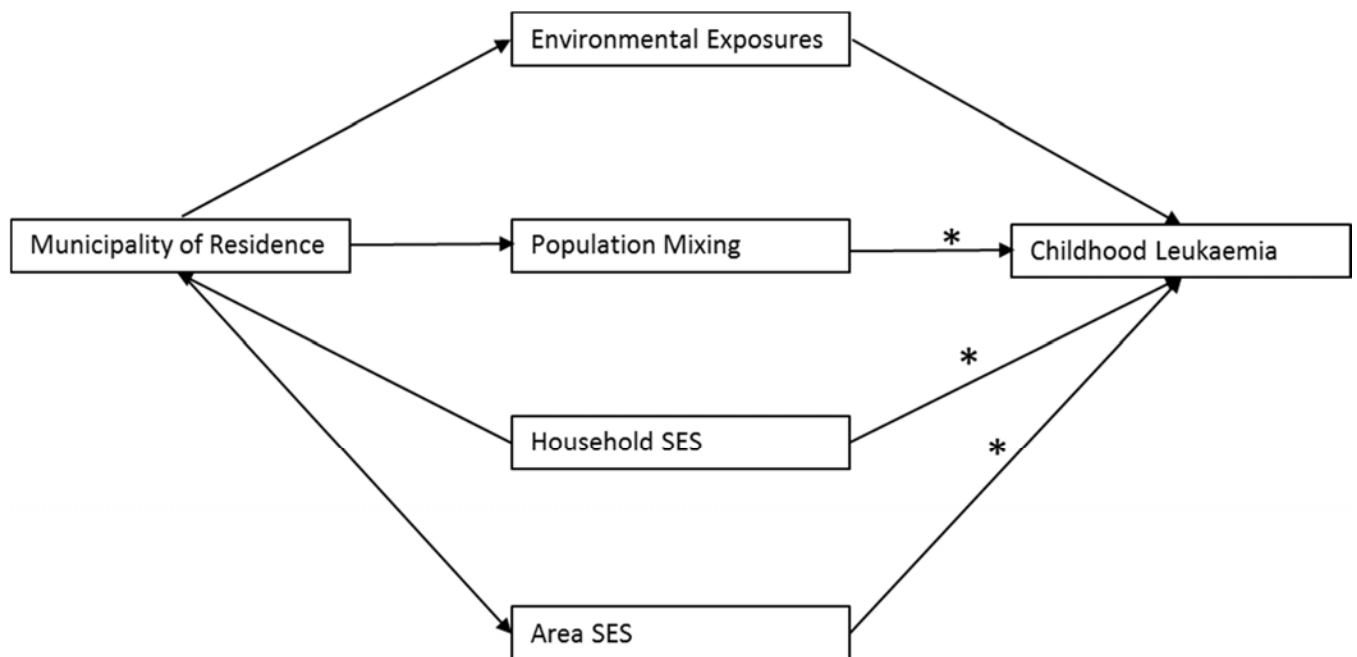 Environmental Exposures
Municipality of Residence
Population Mixing
*
Childhood Leukaemia
*
Household SES
*
Area SES